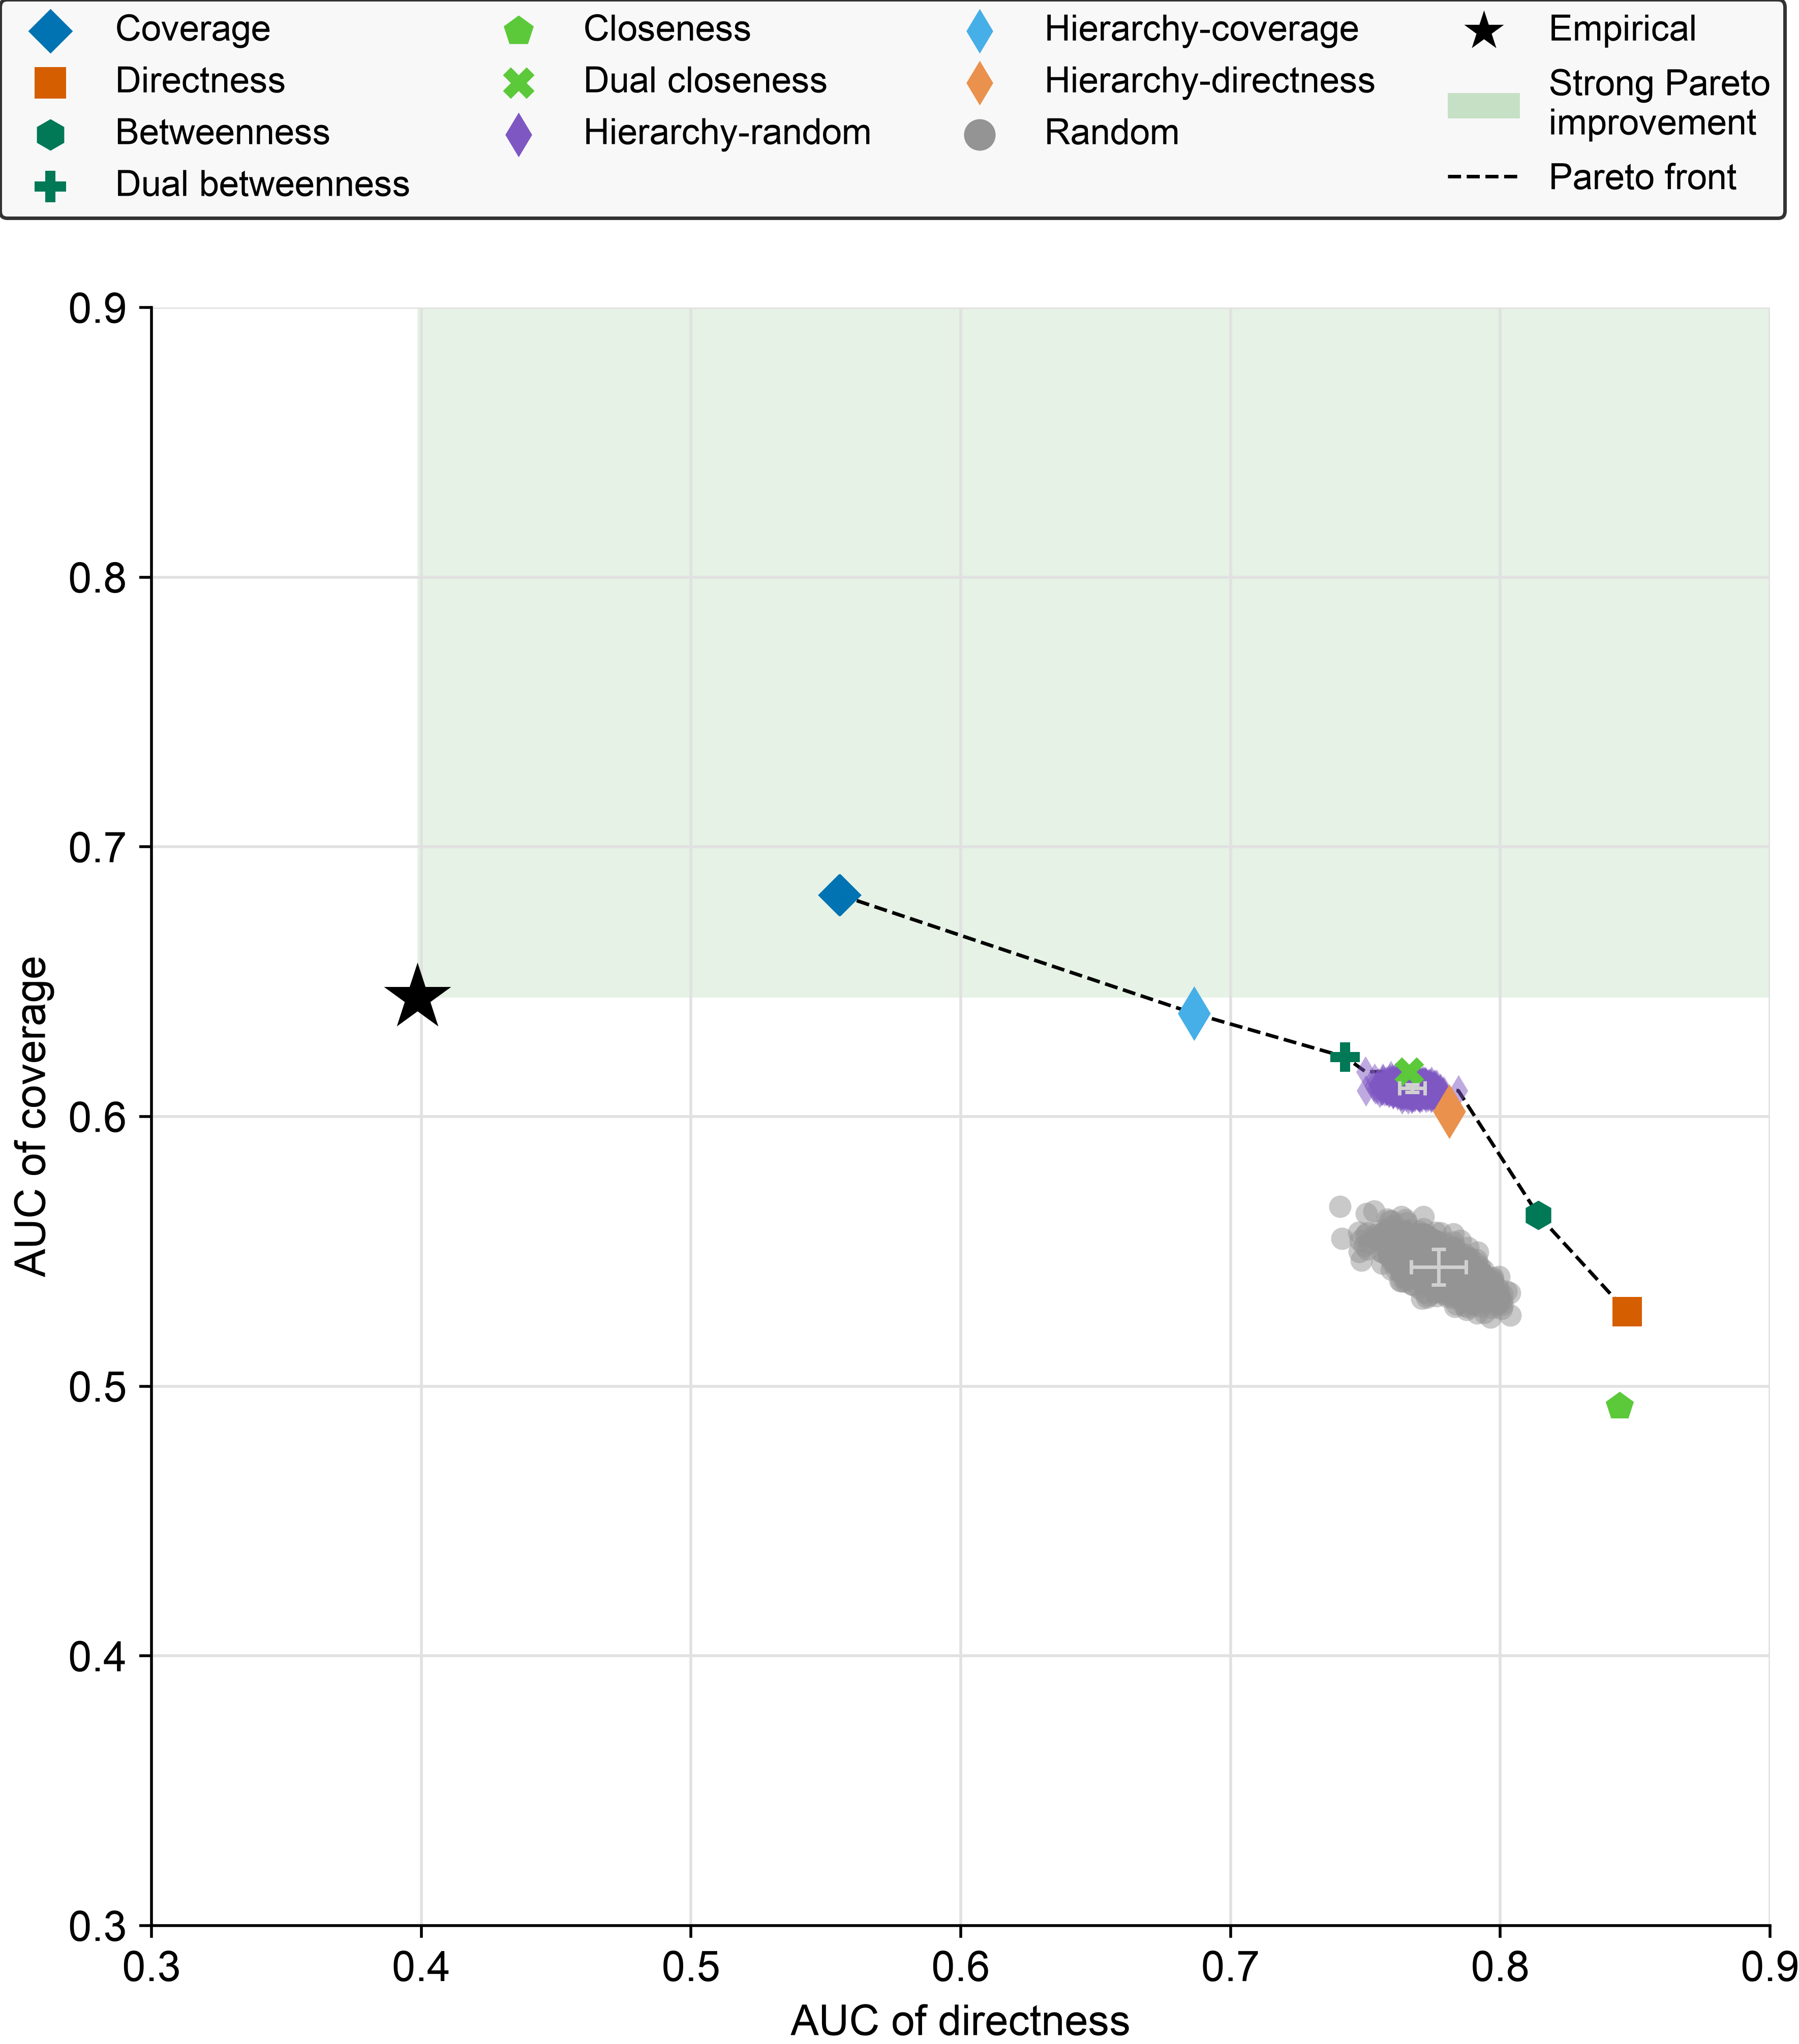 Coverage
Directness
Betweenness
Dual betweenness
Closeness
Dual closeness
Hierarchy-random
Hierarchy-coverage
Hierarchy-directness
Random
Empirical
Strong Pareto
improvement
Pareto front
0.9
0.8
0.7
0.6
0.5
0.4
0.3
AUC of coverage
0.3
0.4
0.5
0.6
0.7
0.8
0.9
AUC of directness